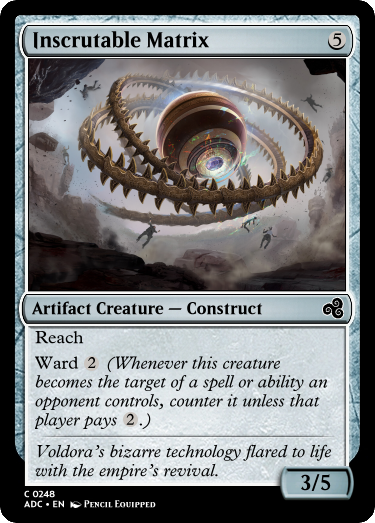 Inscrutable Matrix 5
Artifact Creature — Construct
Reach
Ward 2 (Whenever this creature
becomes the target of a spell or ability an
opponent controls, counter it unless that
player pays 2.)
Voldora's bizarre technology flared to life
with the empire's revival.
3/5
C 0248
ADC • EN Pencil Equipped